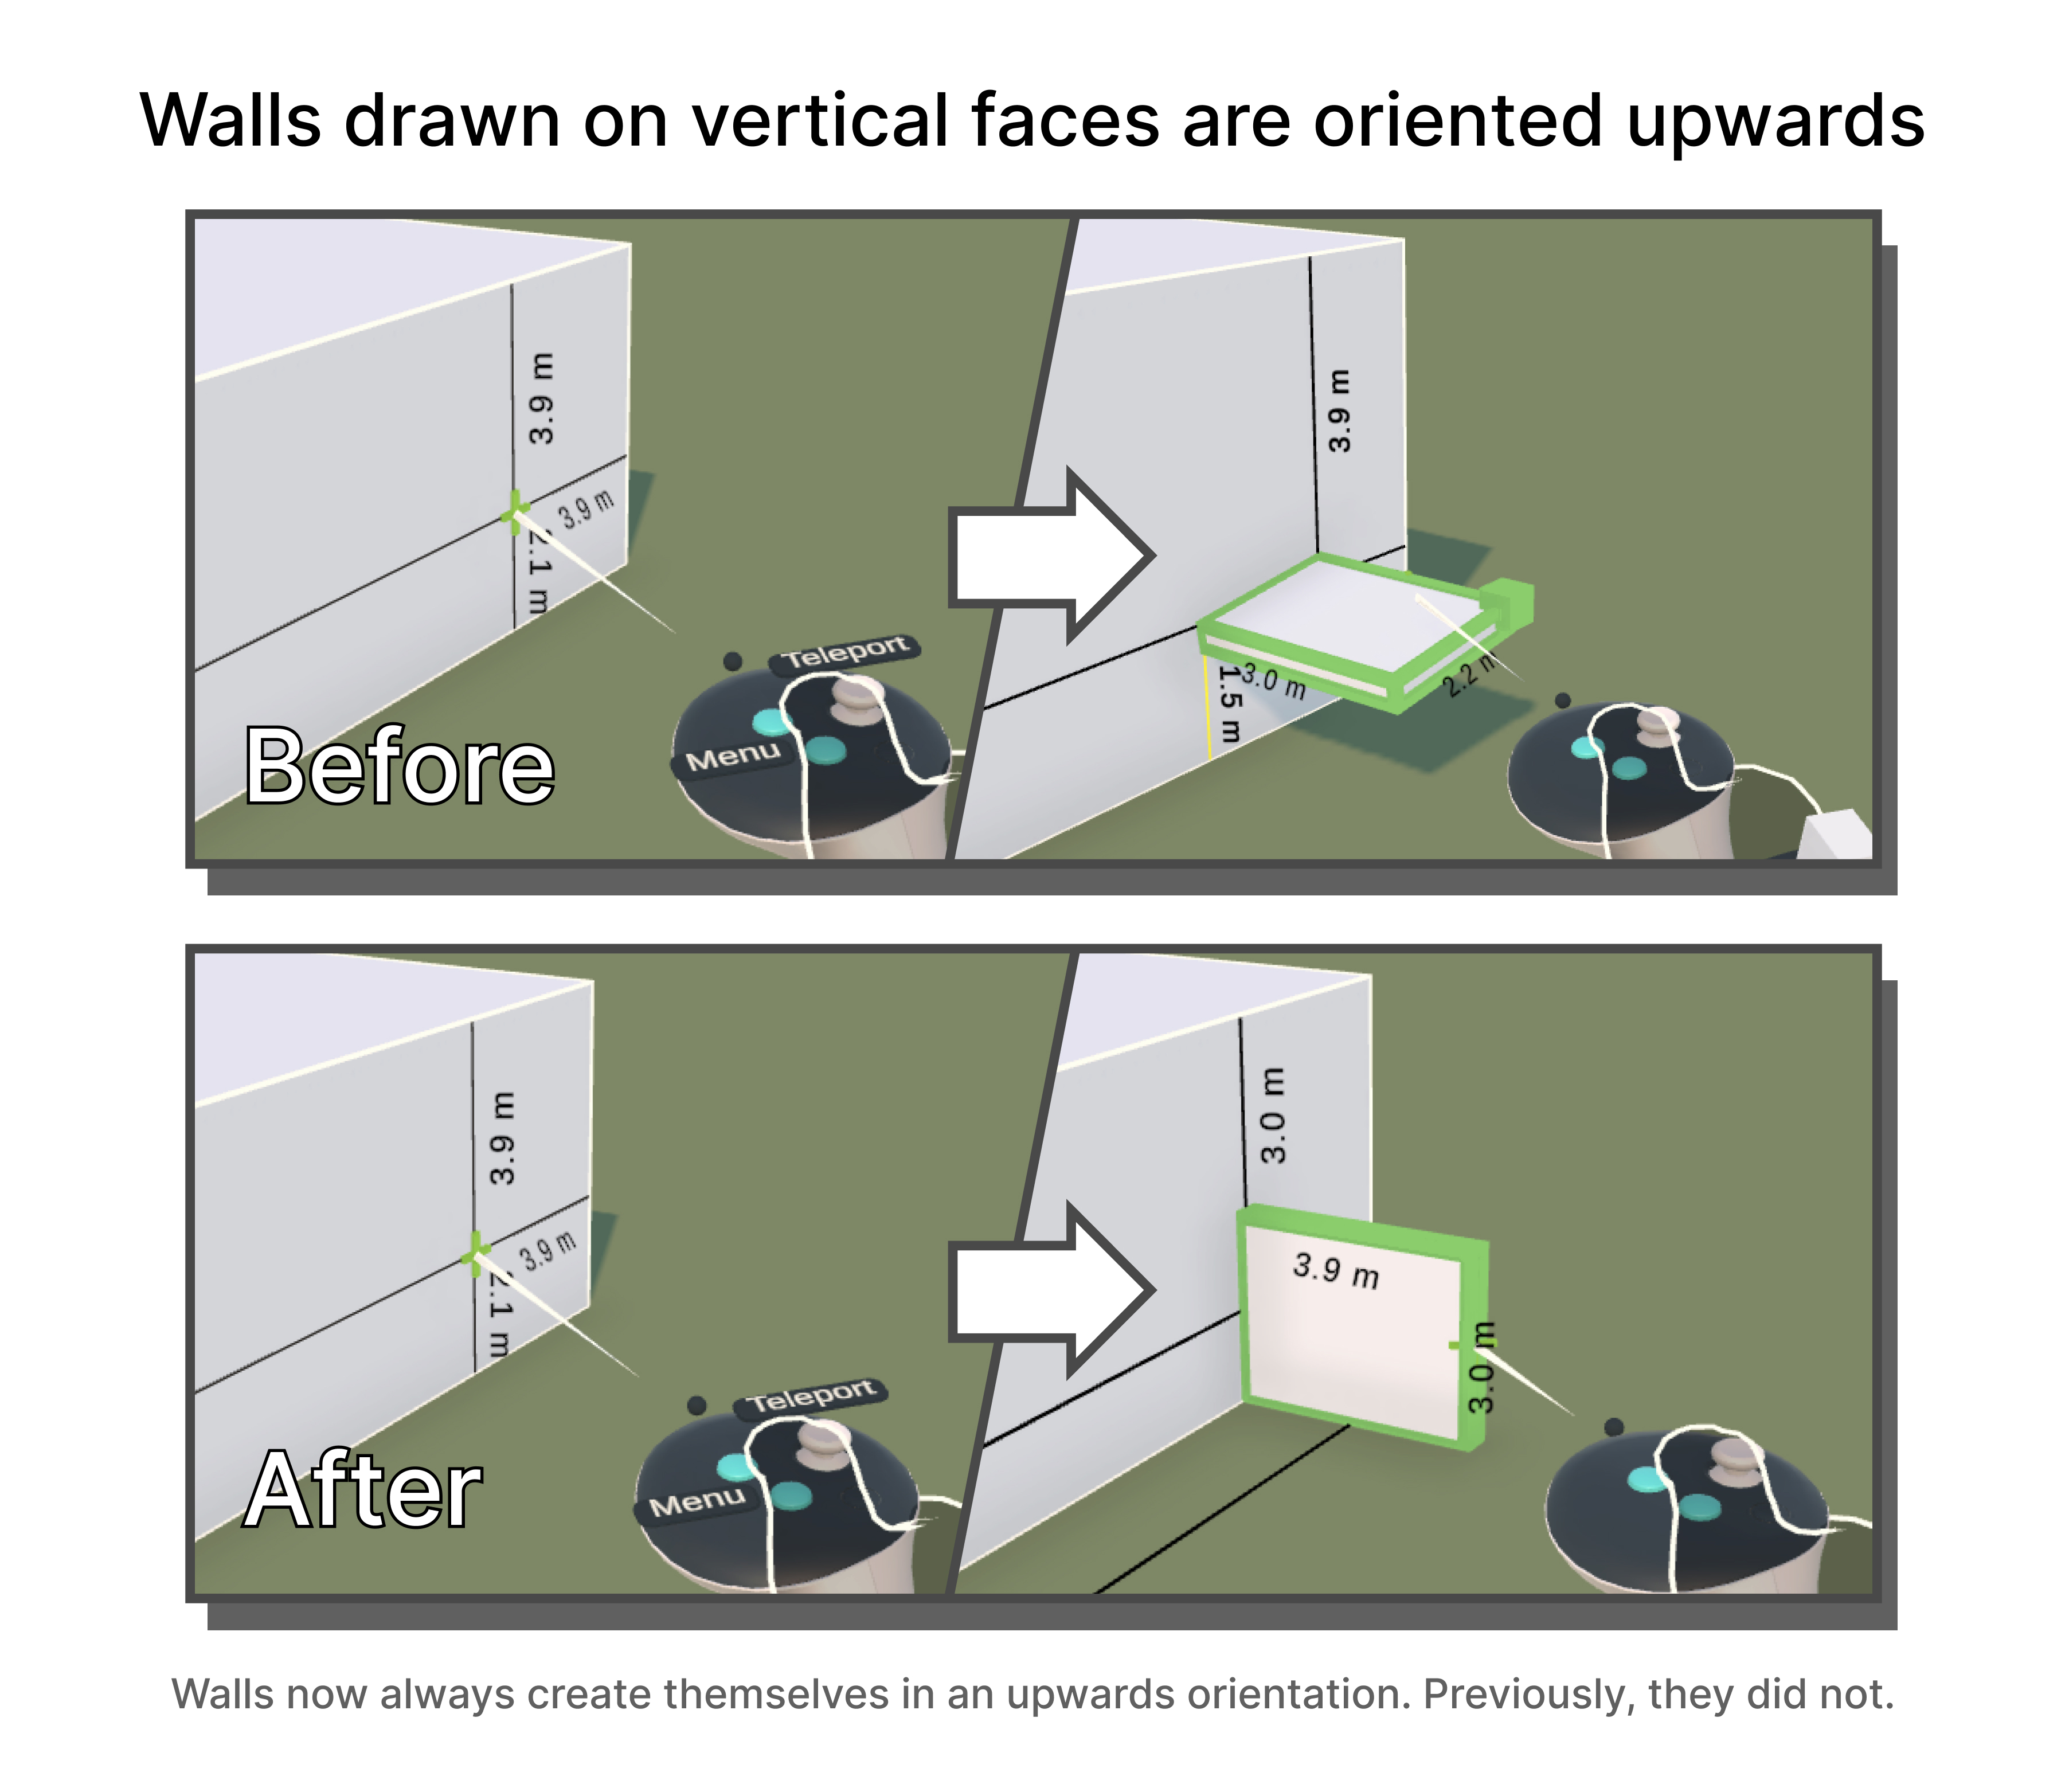 Walls drawn on vertical faces are oriented upwards
3.9 m
3.9 m
2.1 m
Teleport
Menu
Before
3.9 m
1.5 m
3.0 m
2.2 m
3.9 m
3.9 m
2.1 m
Teleport
Menu
After
3.0 m
3.9 m
3.0 m
Walls now always create themselves in an upwards orientation. Previously, they did not.